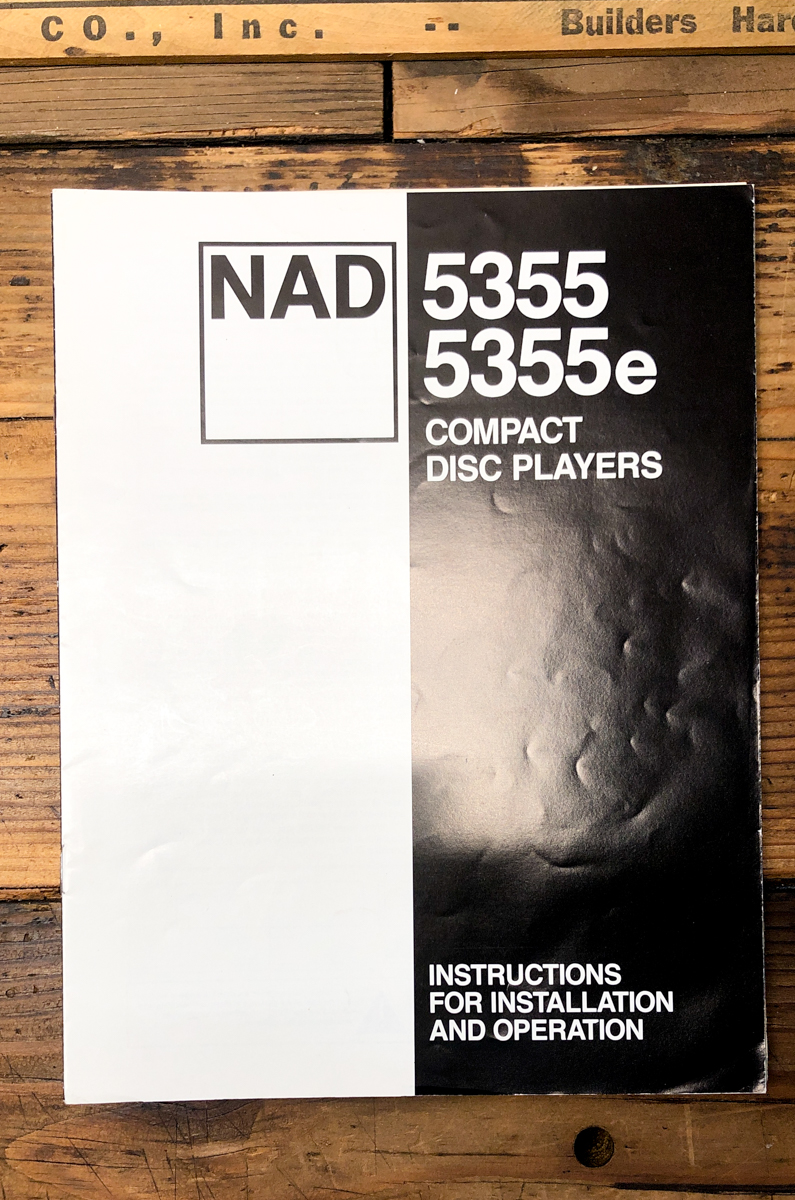 CO., Inc. -- Builders Hard
NAD
5355
5355e
COMPACT
DISC PLAYERS
INSTRUCTIONS
FOR INSTALLATION
AND OPERATION